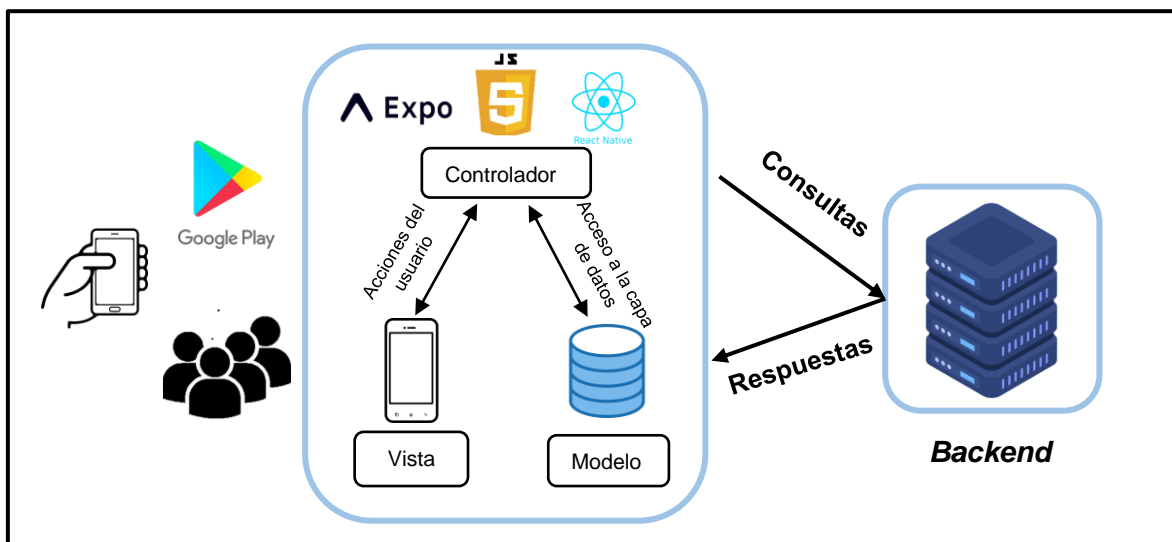 JS
Expo
React Native
Controlador
Google Play
Acciones del
usuario
Acceso a la capa
de datos
Consultas
Respuestas
Vista
Modelo
Backend